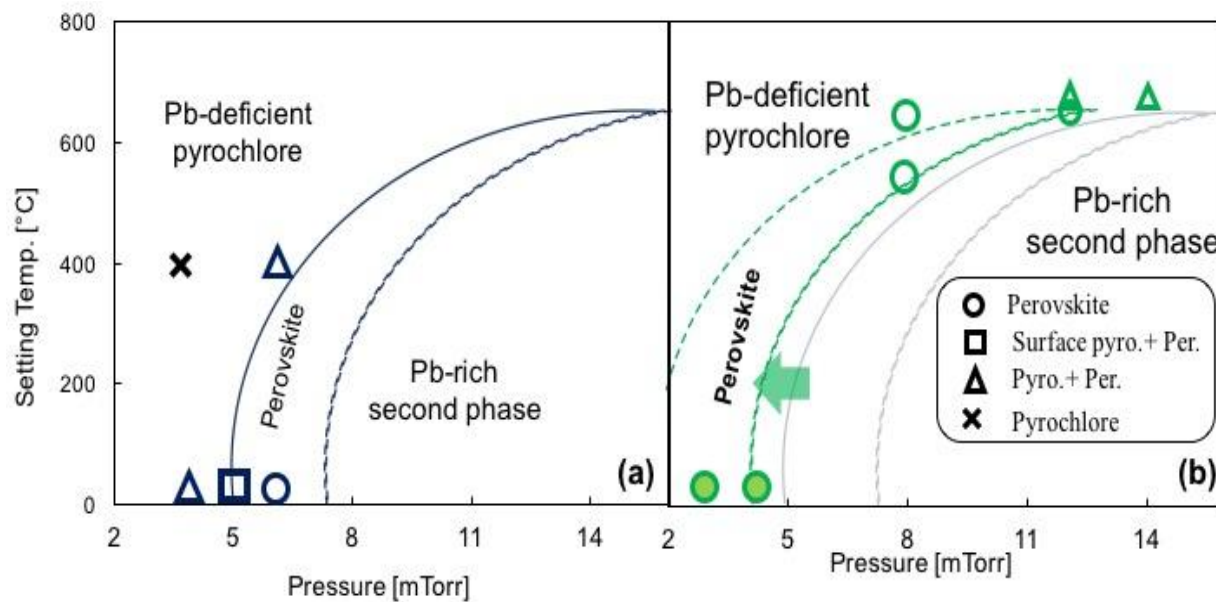 800
600
400
200
0
Setting Temp. [°C]
Pb-deficient
pyrochlore
Perovskite
Pb-rich
second phase
(a)
2
5
8
11
14
Pressure [mTorr]
Pb-deficient
pyrochlore
Perovskite
Pb-rich
second phase
Perovskite
Surface pyro.+ Per.
Pyro.+ Per.
Pyrochlore
(b)
2
5
8
11
14
Pressure [mTorr]